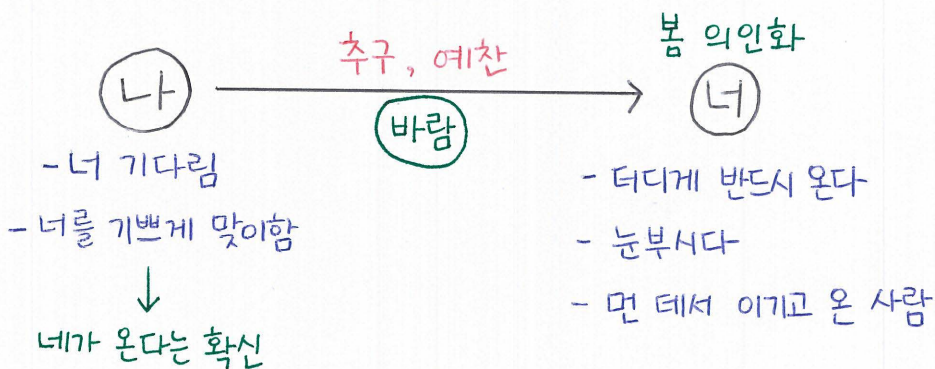 추구, 예찬
봄 의인화
나
너
바람
- 너 기다림
- 너를 기쁘게 맞이함
네가 온다는 확신
- 더디게 반드시 온다
- 눈부시다
- 먼 데서 이기고 온 사람